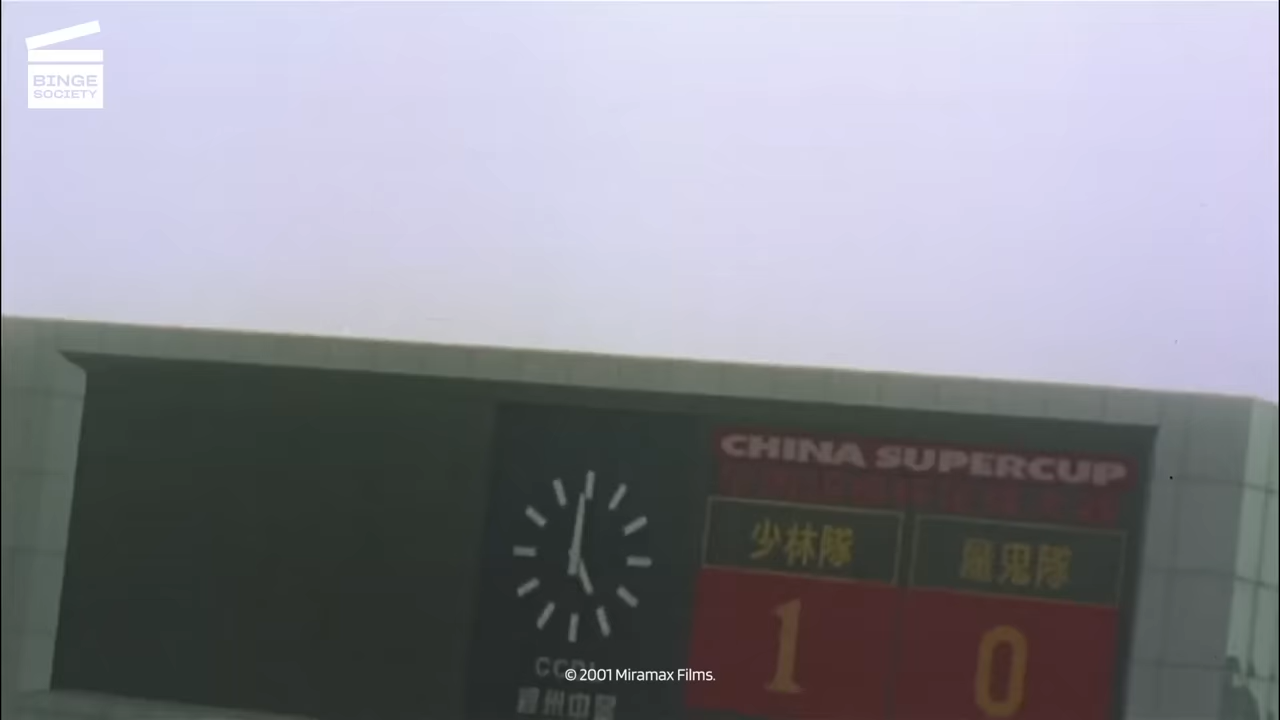 BINGE
SOCIETY
CHINA SUPERCUP
少林隊
魔鬼隊
1
0
© 2001 Miramax Films.